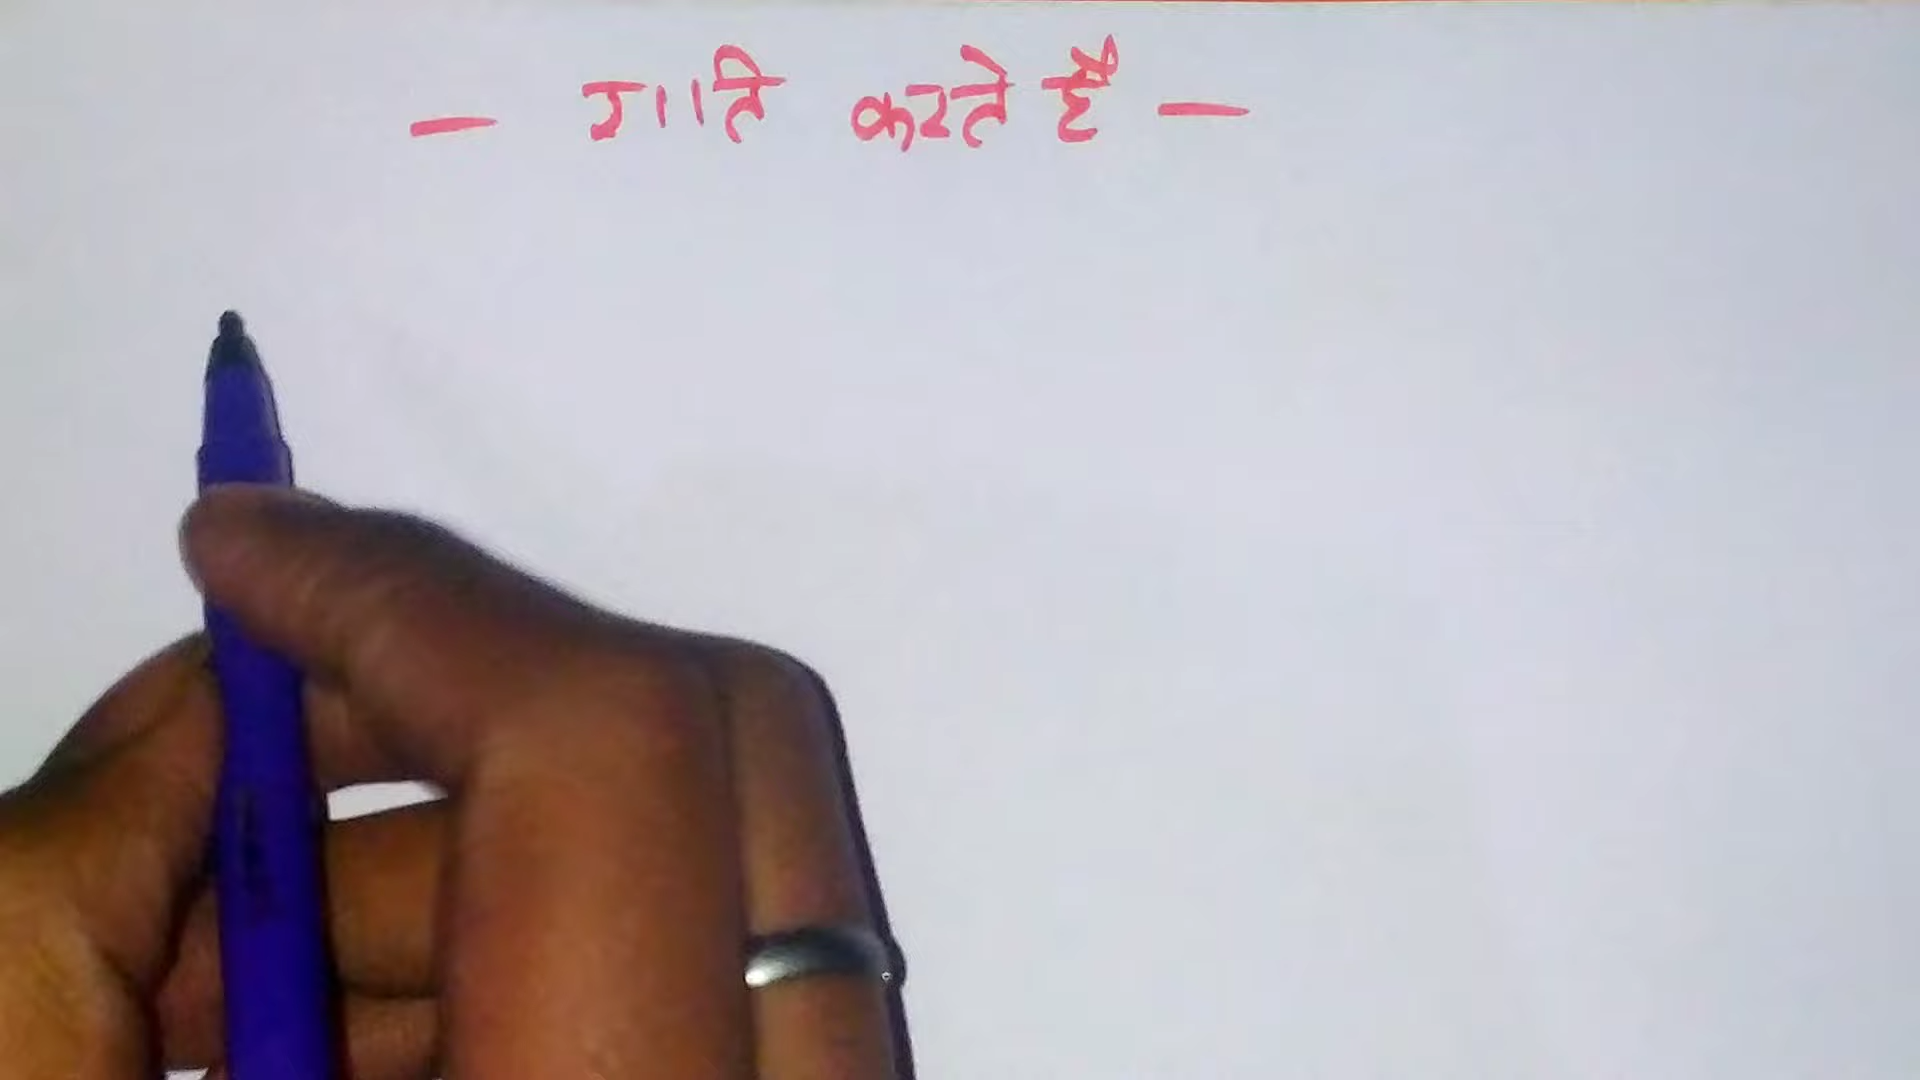 — गाति करते है —